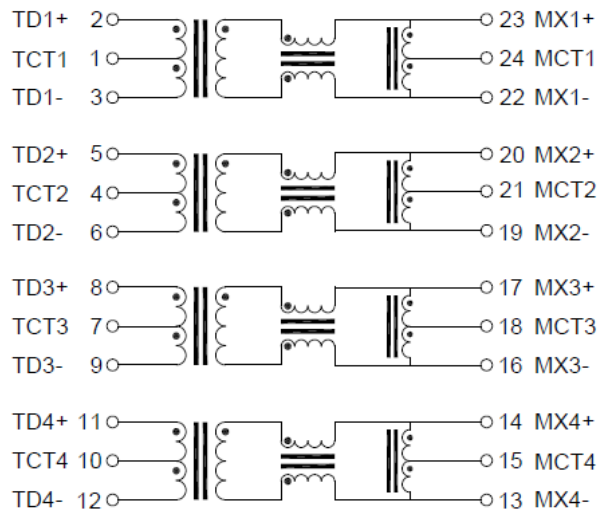 TD1+ 2 23 MX1+
TCT1 1 24 MCT1
TD1- 3 22 MX1-
TD2+ 5 20 MX2+
TCT2 4 21 MCT2
TD2- 6 19 MX2-
TD3+ 8 17 MX3+
TCT3 7 18 MCT3
TD3- 9 16 MX3-
TD4+ 11 14 MX4+
TCT4 10 15 MCT4
TD4- 12 13 MX4-